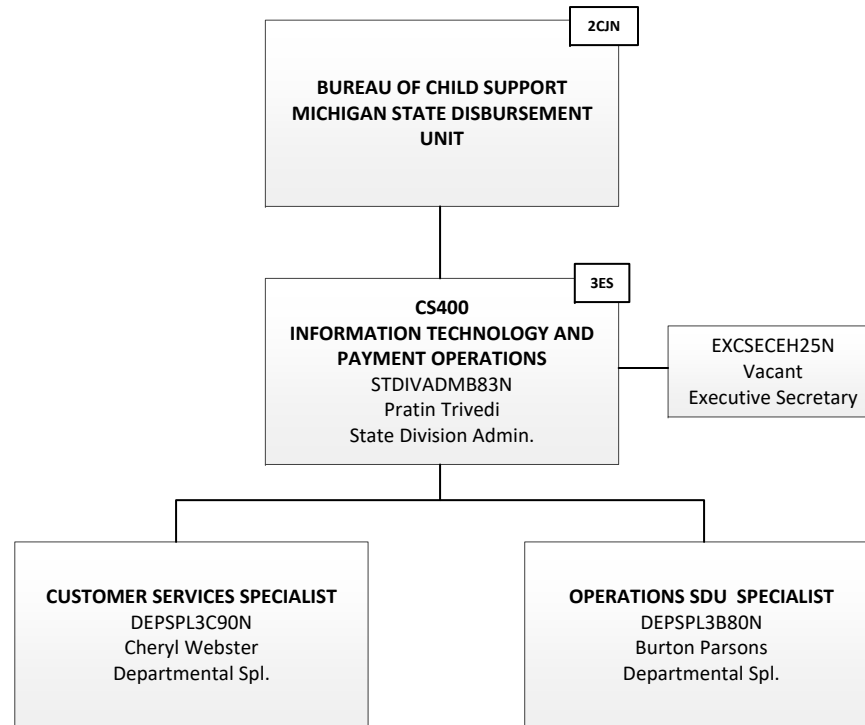 2CJN
BUREAU OF CHILD SUPPORT
MICHIGAN STATE DISBURSEMENT
UNIT
3ES
CS400
INFORMATION TECHNOLOGY AND
PAYMENT OPERATIONS
STDIVADMB83N
Pratin Trivedi
State Division Admin.
EXCSECEH25N
Vacant
Executive Secretary
CUSTOMER SERVICES SPECIALIST
DEPSPL3C90N
Cheryl Webster
Departmental Spl.
OPERATIONS SDU SPECIALIST
DEPSPL3B80N
Burton Parsons
Departmental Spl.